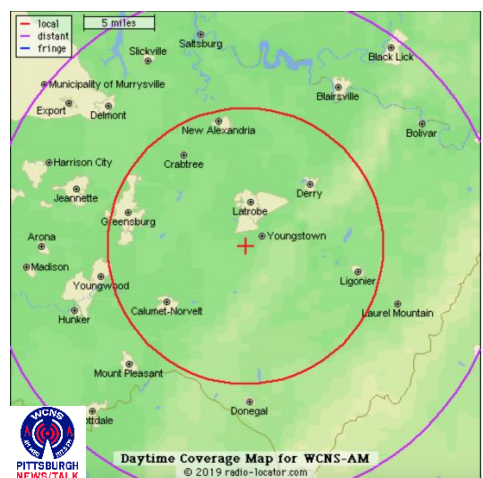 local
distant
fringe
5 miles
Saltsburg
Slickville
Black Lick
Municipality of Murrysville
Blairsville
Export
Delmont
New Alexandria
Bolivar
Crabtree
Harrison City
Derry
Jeannette
Latrobe
Greensburg
Arona
Youngstown
Madison
Ligonier
Youngwood
Calumet-Norvelt
Laurel Mountain
Hunker
Mount Pleasant
Donegal
ottdale
WCNS
PITTSBURGH
NEWS/TALK
Daytime Coverage Map for WCNS-AM
© 2019 radio-locator.com